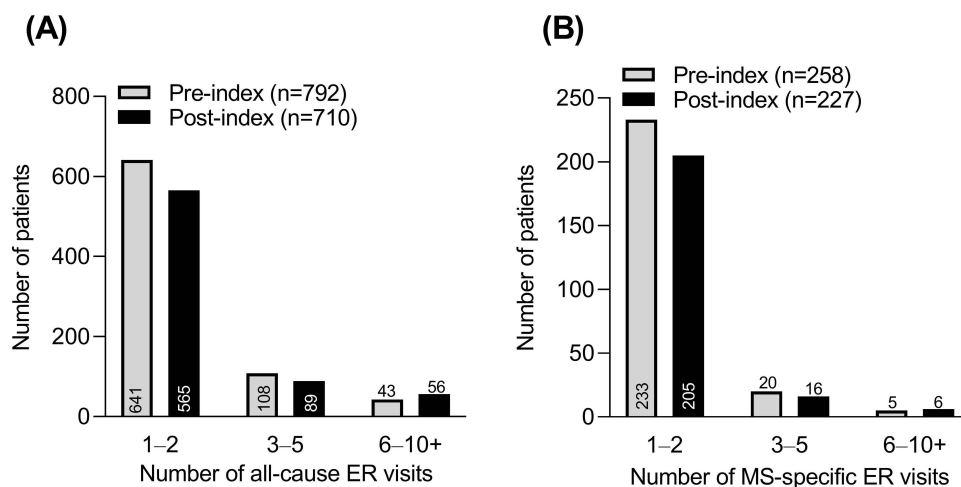 (A)
Pre-index (n=792)
Post-index (n=710)
Number of patients
800
600
400
200
0
641
565
108
89
43
56
1–2
3–5
6–10+
Number of all-cause ER visits
(B)
Pre-index (n=258)
Post-index (n=227)
Number of patients
250
200
150
100
50
0
233
205
20
16
5
6
1–2
3–5
6–10+
Number of MS-specific ER visits